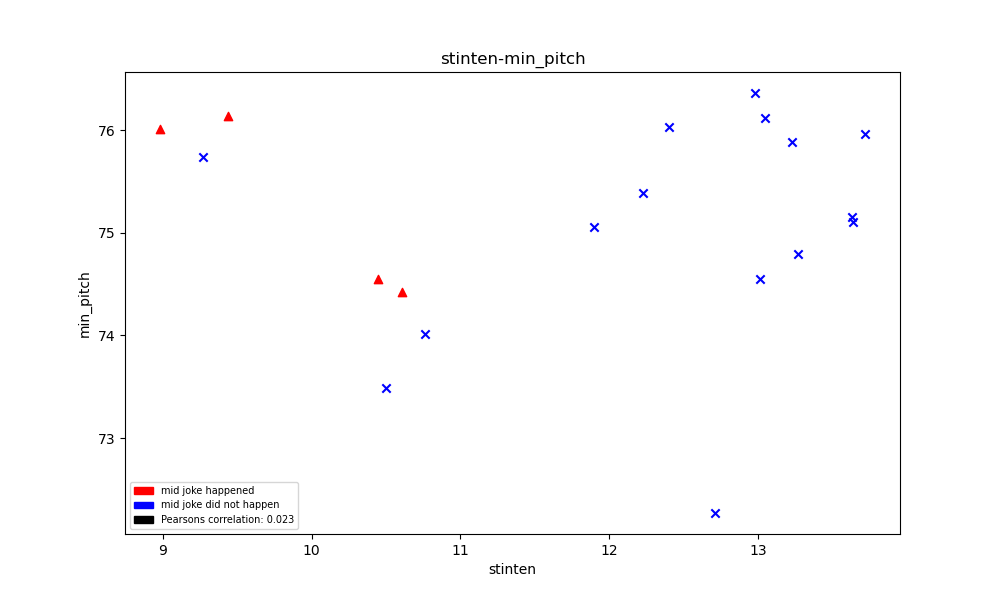 stinten-min_pitch
min_pitch
76
75
74
73
mid joke happened
mid joke did not happen
Pearsons correlation: 0.023
9 10 11 12 13
stinten